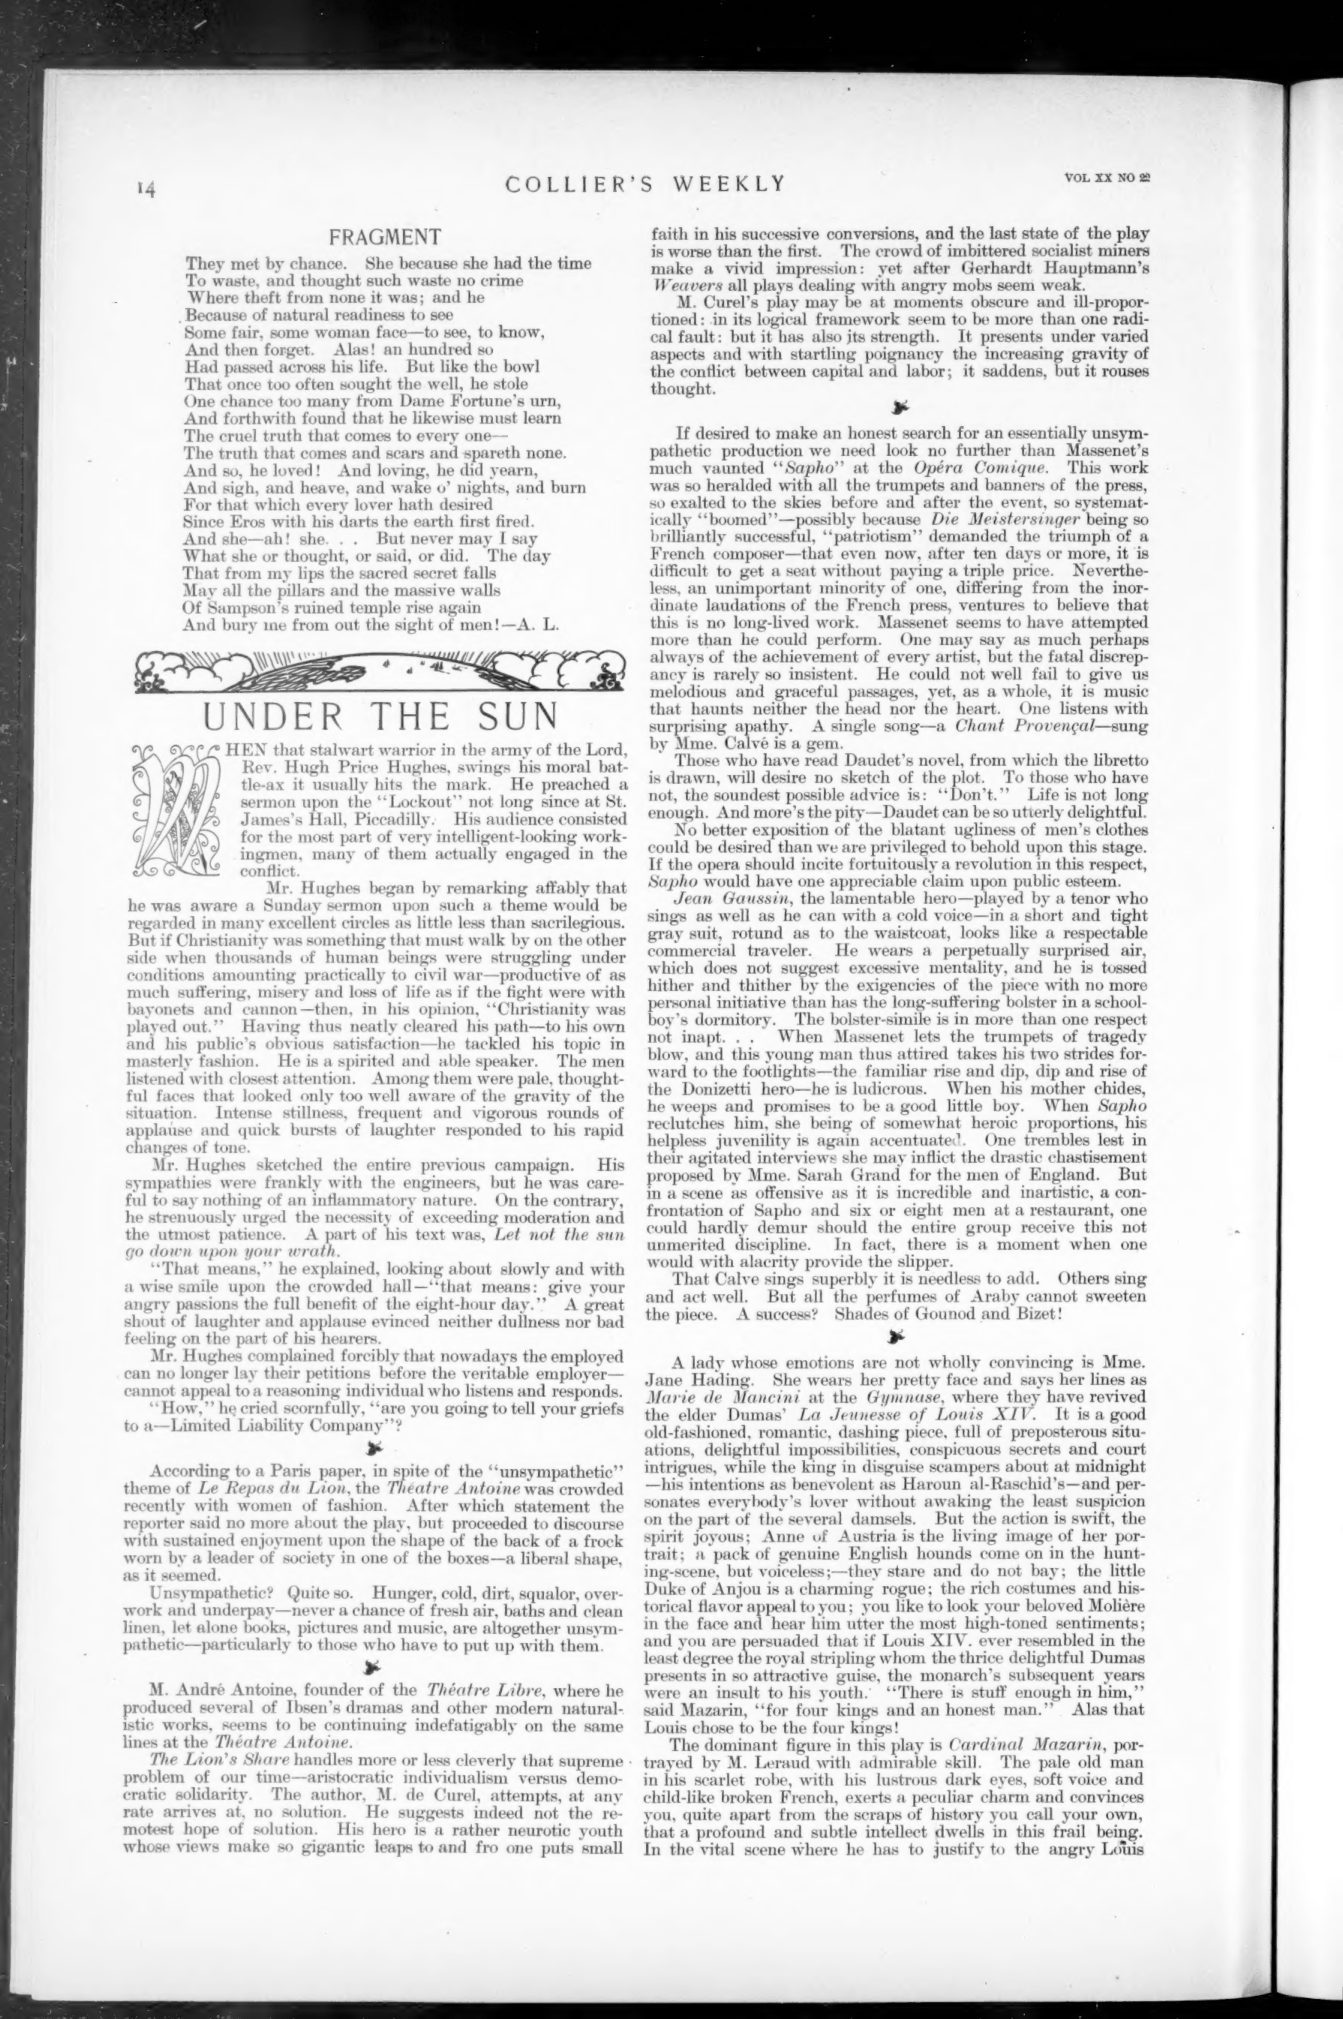 14
COLLIER'S WEEKLY
VOL XX NO 22
FRAGMENT
They met by chance. She because she had the time
To waste, and thought such waste no crime
Where theft from none it was; and he
Because of natural readiness to see
Some fair, some woman face—to see, to know,
And then forget. Alas! an hundred so
Had passed across his life. But like the bowl
That once too often sought the well, he stole
One chance too many from Dame Fortune's urn,
And forthwith found that he likewise must learn
The cruel truth that comes to every one—
The truth that comes and scars and spareth none.
And so, he loved! And loving, he did yearn,
And sigh, and heave, and wake o' nights, and burn
For that which every lover hath desired
Since Eros with his darts the earth first fired.
And she—ah! she. . . But never may I say
What she or thought, or said, or did. The day
That from my lips the sacred secret falls
May all the pillars and the massive walls
Of Sampson's ruined temple rise again
And bury me from out the sight of men!—A. L.
UNDER THE SUN
WHEN that stalwart warrior in the army of the Lord,
Rev. Hugh Price Hughes, swings his moral bat-
tle-ax it usually hits the mark. He preached a
sermon upon the "Lockout" not long since at St.
James's Hall, Piccadilly. His audience consisted
for the most part of very intelligent-looking work-
ingmen, many of them actually engaged in the
conflict.
Mr. Hughes began by remarking affably that
he was aware a Sunday sermon upon such a theme would be
regarded in many excellent circles as little less than sacrilegious.
But if Christianity was something that must walk by on the other
side when thousands of human beings were struggling under
conditions amounting practically to civil war—productive of as
much suffering, misery and loss of life as if the fight were with
bayonets and cannon—then, in his opinion, "Christianity was
played out." Having thus neatly cleared his path—to his own
and his public's obvious satisfaction—he tackled his topic in
masterly fashion. He is a spirited and able speaker. The men
listened with closest attention. Among them were pale, thought-
ful faces that looked only too well aware of the gravity of the
situation. Intense stillness, frequent and vigorous rounds of
applause and quick bursts of laughter responded to his rapid
changes of tone.
Mr. Hughes sketched the entire previous campaign. His
sympathies were frankly with the engineers, but he was care-
ful to say nothing of an inflammatory nature. On the contrary,
he strenuously urged the necessity of exceeding moderation and
the utmost patience. A part of his text was, Let not the sun
go down upon your wrath.
"That means," he explained, looking about slowly and with
a wise smile upon the crowded hall—"that means: give your
angry passions the full benefit of the eight-hour day." A great
shout of laughter and applause evinced neither dullness nor bad
feeling on the part of his hearers.
Mr. Hughes complained forcibly that nowadays the employed
can no longer lay their petitions before the veritable employer—
cannot appeal to a reasoning individual who listens and responds.
"How," he cried scornfully, "are you going to tell your griefs
to a—Limited Liability Company"?
According to a Paris paper, in spite of the "unsympathetic"
theme of Le Repas du Lion, the Théatre Antoine was crowded
recently with women of fashion. After which statement the
reporter said no more about the play, but proceeded to discourse
with sustained enjoyment upon the shape of the back of a frock
worn by a leader of society in one of the boxes—a liberal shape,
as it seemed.
Unsympathetic? Quite so. Hunger, cold, dirt, squalor, over-
work and underpay—never a chance of fresh air, baths and clean
linen, let alone books, pictures and music, are altogether unsym-
pathetic—particularly to those who have to put up with them.
M. André Antoine, founder of the Théatre Libre, where he
produced several of Ibsen's dramas and other modern natural-
istic works, seems to be continuing indefatigably on the same
lines at the Théatre Antoine.
The Lion's Share handles more or less cleverly that supreme
problem of our time—aristocratic individualism versus demo-
cratic solidarity. The author, M. de Curel, attempts, at any
rate arrives at, no solution. He suggests indeed not the re-
motest hope of solution. His hero is a rather neurotic youth
whose views make so gigantic leaps to and fro one puts small
faith in his successive conversions, and the last state of the play
is worse than the first. The crowd of imbittered socialist miners
make a vivid impression: yet after Gerhardt Hauptmann's
Weavers all plays dealing with angry mobs seem weak.
M. Curel's play may be at moments obscure and ill-propor-
tioned: in its logical framework seem to be more than one radi-
cal fault: but it has also its strength. It presents under varied
aspects and with startling poignancy the increasing gravity of
the conflict between capital and labor; it saddens, but it rouses
thought.
If desired to make an honest search for an essentially unsym-
pathetic production we need look no further than Massenet's
much vaunted "Sapho" at the Opéra Comique. This work
was so heralded with all the trumpets and banners of the press,
so exalted to the skies before and after the event, so systemat-
ically "boomed"—possibly because Die Meistersinger being so
brilliantly successful, "patriotism" demanded the triumph of a
French composer—that even now, after ten days or more, it is
difficult to get a seat without paying a triple price. Neverthe-
less, an unimportant minority of one, differing from the inor-
dinate laudations of the French press, ventures to believe that
this is no long-lived work. Massenet seems to have attempted
more than he could perform. One may say as much perhaps
always of the achievement of every artist, but the fatal discrep-
ancy is rarely so insistent. He could not well fail to give us
melodious and graceful passages, yet, as a whole, it is music
that haunts neither the head nor the heart. One listens with
surprising apathy. A single song—a Chant Provençal—sung
by Mme. Calvé is a gem.
Those who have read Daudet's novel, from which the libretto
is drawn, will desire no sketch of the plot. To those who have
not, the soundest possible advice is: "Don't." Life is not long
enough. And more's the pity—Daudet can be so utterly delightful.
No better exposition of the blatant ugliness of men's clothes
could be desired than we are privileged to behold upon this stage.
If the opera should incite fortuitously a revolution in this respect,
Sapho would have one appreciable claim upon public esteem.
Jean Gaussin, the lamentable hero—played by a tenor who
sings as well as he can with a cold voice—in a short and tight
gray suit, rotund as to the waistcoat, looks like a respectable
commercial traveler. He wears a perpetually surprised air,
which does not suggest excessive mentality, and he is tossed
hither and thither by the exigencies of the piece with no more
personal initiative than has the long-suffering bolster in a school-
boy's dormitory. The bolster-simile is in more than one respect
not inapt. . . When Massenet lets the trumpets of tragedy
blow, and this young man thus attired takes his two strides for-
ward to the footlights—the familiar rise and dip, dip and rise of
the Donizetti hero—he is ludicrous. When his mother chides,
he weeps and promises to be a good little boy. When Sapho
reclutches him, she being of somewhat heroic proportions, his
helpless juvenility is again accentuated. One trembles lest in
their agitated interviews she may inflict the drastic chastisement
proposed by Mme. Sarah Grand for the men of England. But
in a scene as offensive as it is incredible and inartistic, a con-
frontation of Sapho and six or eight men at a restaurant, one
could hardly demur should the entire group receive this not
unmerited discipline. In fact, there is a moment when one
would with alacrity provide the slipper.
That Calve sings superbly it is needless to add. Others sing
and act well. But all the perfumes of Araby cannot sweeten
the piece. A success? Shades of Gounod and Bizet!
A lady whose emotions are not wholly convincing is Mme.
Jane Hading. She wears her pretty face and says her lines as
Marie de Mancini at the Gymnase, where they have revived
the elder Dumas' La Jeunesse of Louis XIV. It is a good
old-fashioned, romantic, dashing piece, full of preposterous situ-
ations, delightful impossibilities, conspicuous secrets and court
intrigues, while the king in disguise scampers about at midnight
—his intentions as benevolent as Haroun al-Raschid's—and per-
sonates everybody's lover without awaking the least suspicion
on the part of the several damsels. But the action is swift, the
spirit joyous; Anne of Austria is the living image of her por-
trait; a pack of genuine English hounds come on in the hunt-
ing-scene, but voiceless;—they stare and do not bay; the little
Duke of Anjou is a charming rogue; the rich costumes and his-
torical flavor appeal to you; you like to look your beloved Molière
in the face and hear him utter the most high-toned sentiments;
and you are persuaded that if Louis XIV. ever resembled in the
least degree the royal stripling whom the thrice delightful Dumas
presents in so attractive guise, the monarch's subsequent years
were an insult to his youth. "There is stuff enough in him,"
said Mazarin, "for four kings and an honest man." Alas that
Louis chose to be the four kings!
The dominant figure in this play is Cardinal Mazarin, por-
trayed by M. Leraud with admirable skill. The pale old man
in his scarlet robe, with his lustrous dark eyes, soft voice and
child-like broken French, exerts a peculiar charm and convinces
you, quite apart from the scraps of history you call your own,
that a profound and subtle intellect dwells in this frail being.
In the vital scene where he has to justify to the angry Louis